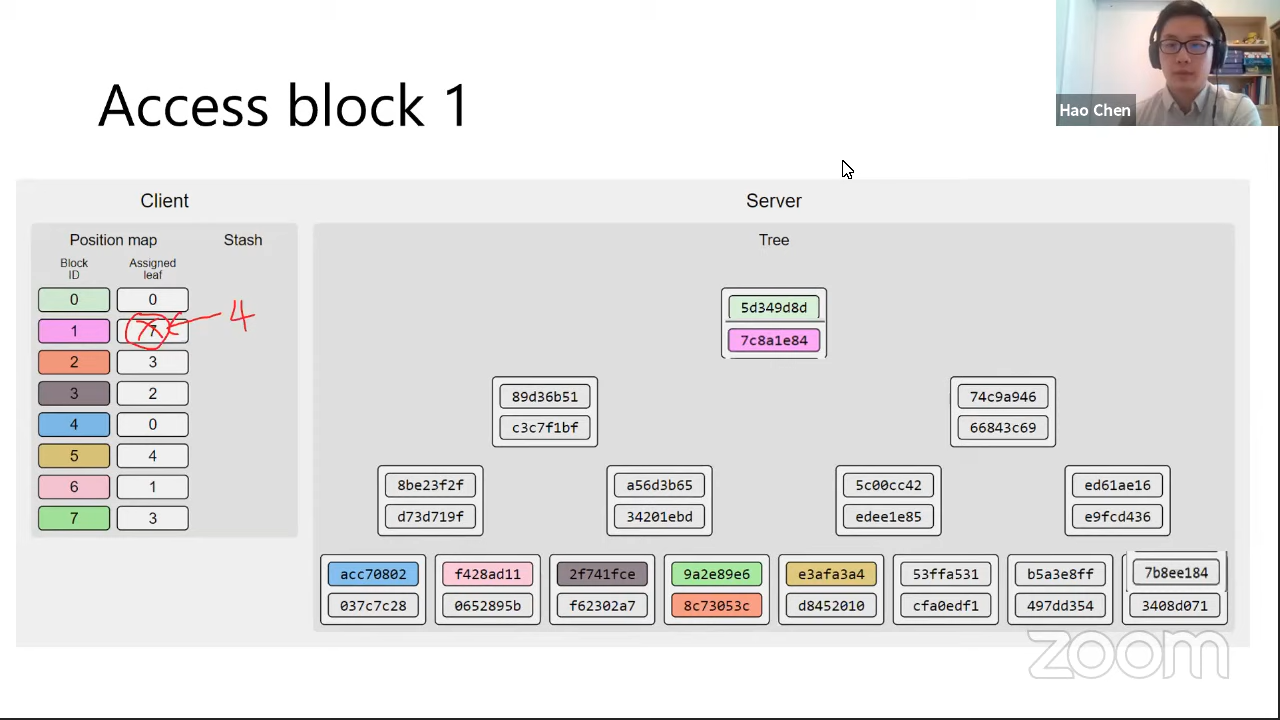 Access block 1
Hao Chen
Client
Server
Position map
Stash
Tree
Block ID
Assigned leaf
0 0
1 7 4
2 3
3 2
4 0
5 4
6 1
7 3
5d349d8d
7c8a1e84
89d36b51
c3c7f1bf
74c9a946
66843c69
8be23f2f
d73d719f
a56d3b65
34201ebd
5c00cc42
edee1e85
ed61ae16
e9fcd436
acc70802
037c7c28
f428ad11
0652895b
2f741fce
f62302a7
9a2e89e6
8c73053c
e3afa3a4
d8452010
53ffa531
cfa0edf1
b5a3e8ff
497dd354
7b8ee184
3408d071
zoom